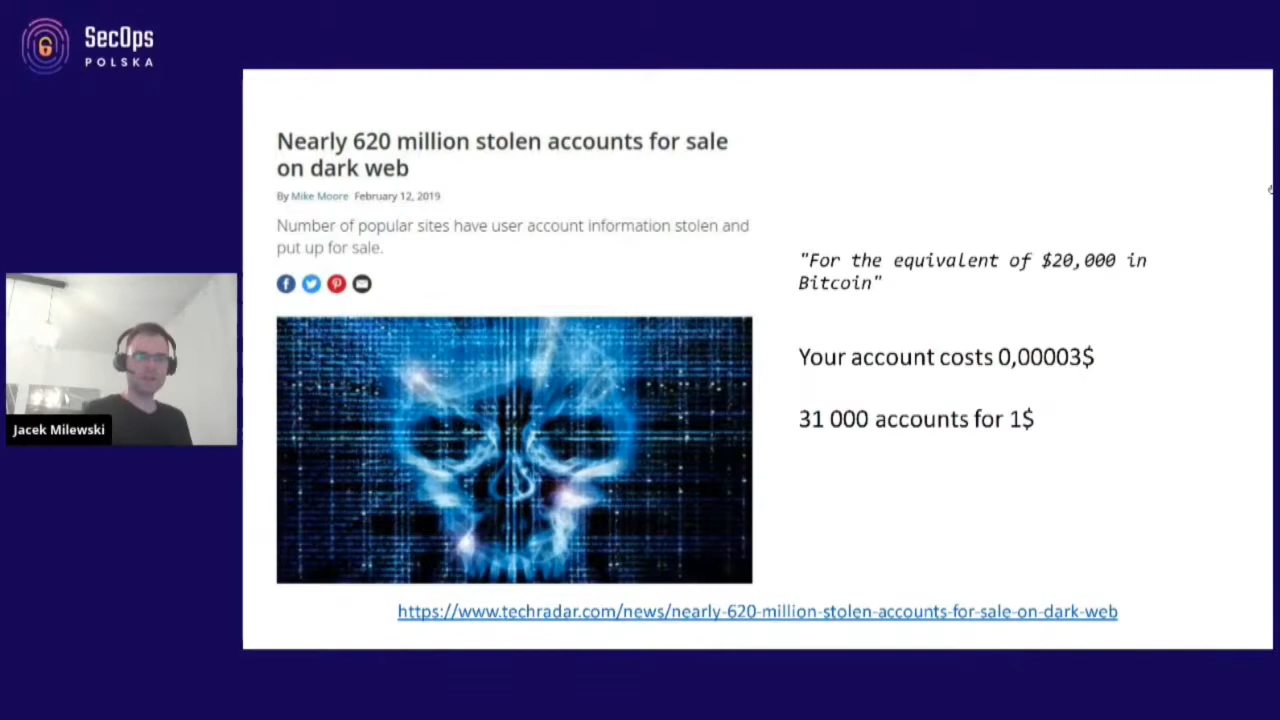 SecOps
POLSKA
Nearly 620 million stolen accounts for sale
on dark web
By Mike Moore February 12, 2019
Number of popular sites have user account information stolen and
put up for sale.
"For the equivalent of $20,000 in
Bitcoin"
Your account costs 0,00003$
31 000 accounts for 1$
Jacek Milewski
https://www.techradar.com/news/nearly-620-million-stolen-accounts-for-sale-on-dark-web